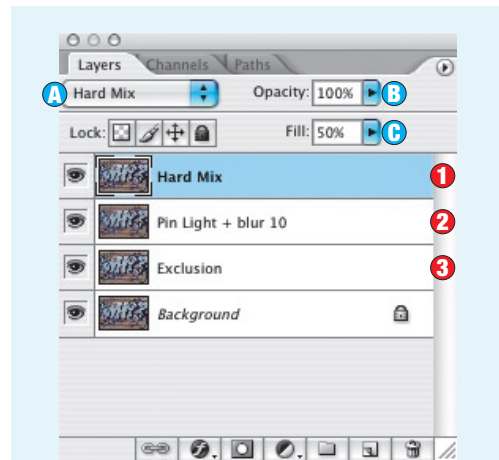 Layers Channels Paths
A Hard Mix Opacity: 100% B
Lock: Fill: 50% C
Hard Mix 1
Pin Light + blur 10 2
Exclusion 3
Background